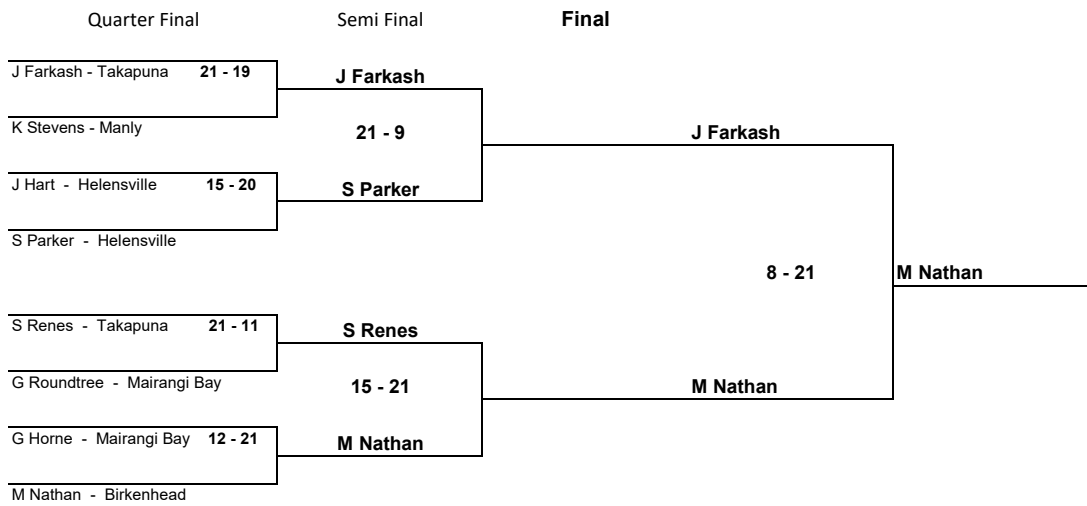 Quarter Final Semi Final Final
J Farkash - Takapuna 21 - 19
J Farkash
K Stevens - Manly
21 - 9
J Farkash
J Hart - Helensville 15 - 20
S Parker
S Parker - Helensville
8 - 21
M Nathan
S Renes - Takapuna 21 - 11
S Renes
G Roundtree - Mairangi Bay
15 - 21
M Nathan
G Horne - Mairangi Bay 12 - 21
M Nathan
M Nathan - Birkenhead